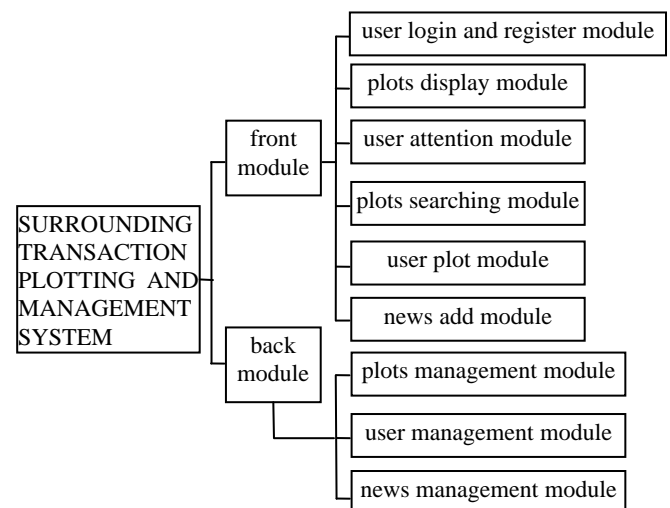 user login and register module
plots display module
user attention module
front
module
plots searching module
SURROUNDING
TRANSACTION
PLOTTING AND
MANAGEMENT
SYSTEM
user plot module
news add module
back
module
plots management module
user management module
news management module